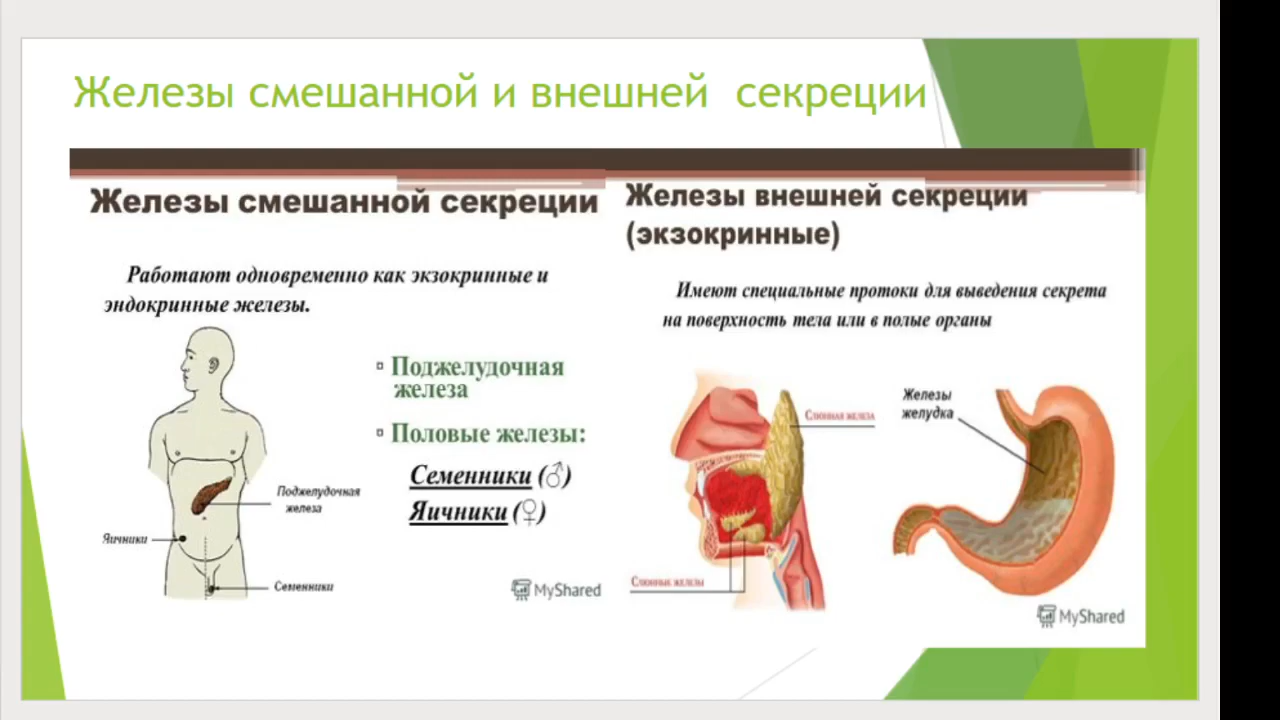 Железы смешанной и внешней секреции
Железы смешанной секреции
Работают одновременно как экзокринные и
эндокринные железы.
Поджелудочная
железа
Половые железы:
Семенники (♂)
Яичники (♀)
Поджелудочная
железа
Яичники
Семенники
MyShared
Железы внешней секреции
(экзокринные)
Имеют специальные протоки для выведения секрета
на поверхность тела или в полые органы
Слюнная железа
Слюнные железы
Железы
желудка
MyShared